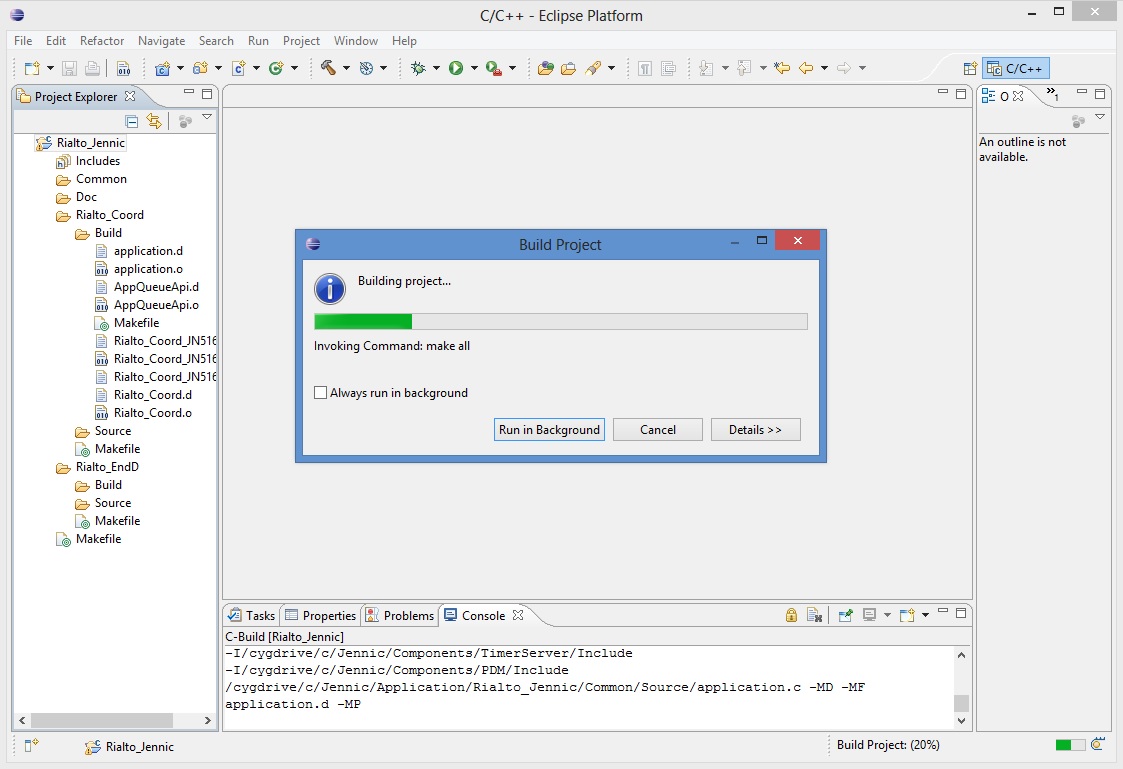 C/C++ - Eclipse Platform
File Edit Refactor Navigate Search Run Project Window Help
C/C++
Project Explorer
Rialto_Jennic
Includes
Common
Doc
Rialto_Coord
Build
application.d
application.o
AppQueueApi.d
AppQueueApi.o
Makefile
Rialto_Coord_JN516
Rialto_Coord_JN516
Rialto_Coord_JN516
Rialto_Coord.d
Rialto_Coord.o
Source
Makefile
Rialto_EndD
Build
Source
Makefile
Makefile
Build Project
Building project...
Invoking Command: make all
Always run in background
Run in Background Cancel Details >>
O
1
An outline is not
available.
Tasks Properties Problems Console
C-Build [Rialto_Jennic]
-I/cygdrive/c/Jennic/Components/TimerServer/Include
-I/cygdrive/c/Jennic/Components/PDM/Include
/cygdrive/c/Jennic/Application/Rialto_Jennic/Common/Source/application.c -MD -MF
application.d -MP
Rialto_Jennic
Build Project: (20%)